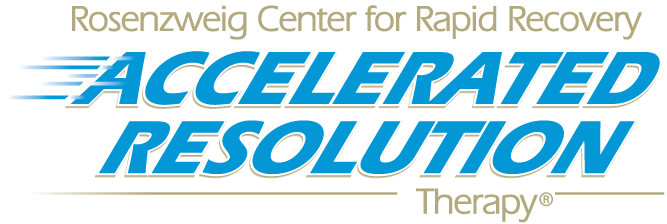 Rosenzweig Center for Rapid Recovery
ACCELERATED
RESOLUTION
Therapy®